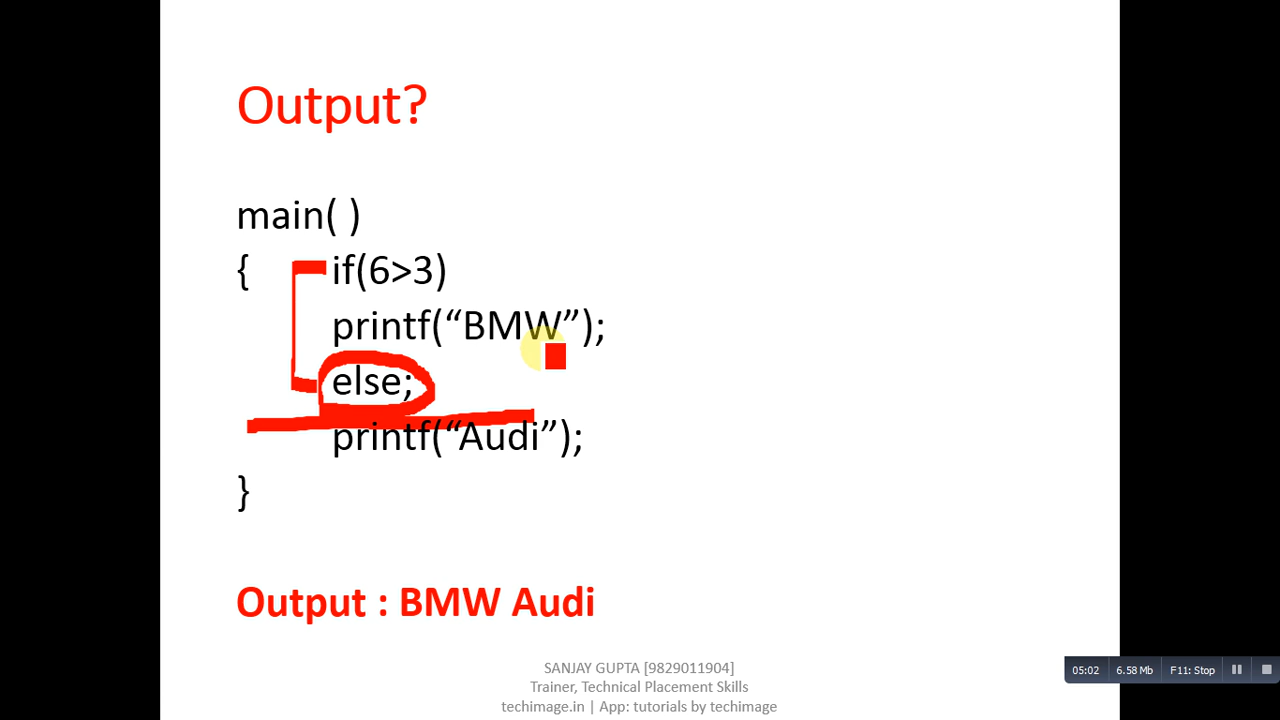 Output?
main( )
{ if(6>3)
printf(“BMW”);
else;
printf(“Audi”);
}
Output : BMW Audi
SANJAY GUPTA [9829011904]
Trainer, Technical Placement Skills
techimage.in | App: tutorials by techimage
05:02 6.58 Mb F11: Stop